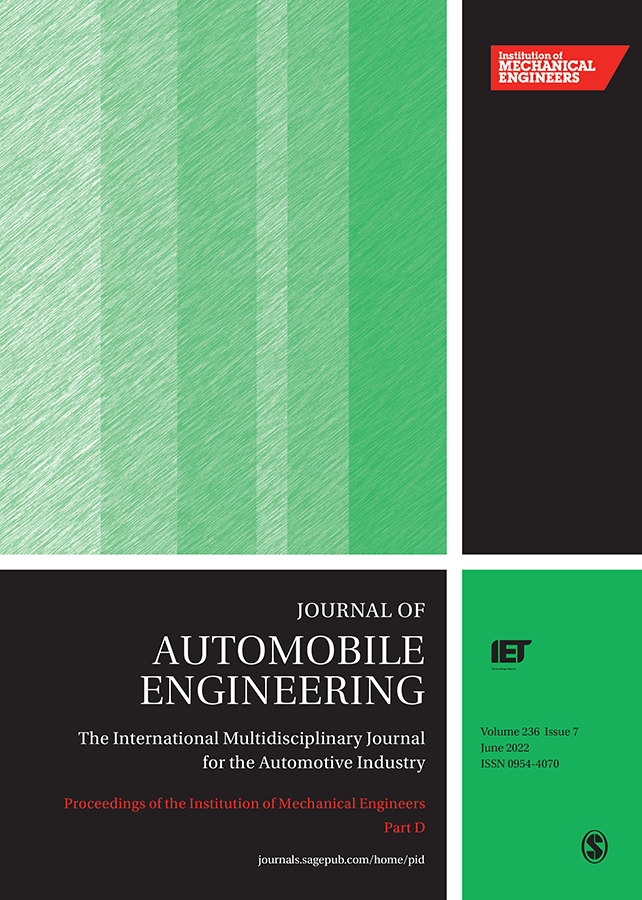 Institution of
MECHANICAL
ENGINEERS
JOURNAL OF
AUTOMOBILE
ENGINEERING
The International Multidisciplinary Journal
for the Automotive Industry
Proceedings of the Institution of Mechanical Engineers
Part D
journals.sagepub.com/home/pid
IET
Volume 236 Issue 7
June 2022
ISSN 0954-4070
S